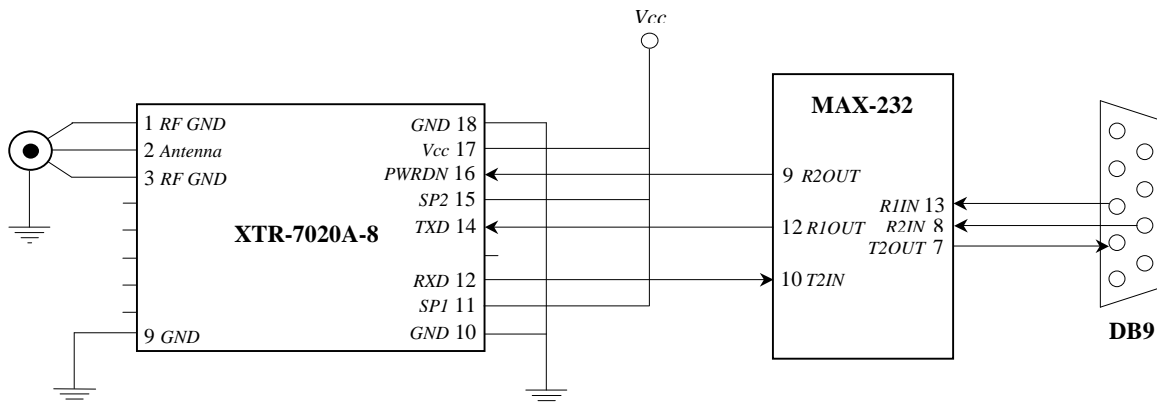 Vcc
XTR-7020A-8
1 RF GND
2 Antenna
3 RF GND
9 GND
GND 18
Vcc 17
PWRDN 16
SP2 15
TXD 14
RXD 12
SP1 11
GND 10
MAX-232
9 R2OUT
12 R1OUT
10 T2IN
R1IN 13
R2IN 8
T2OUT 7
DB9